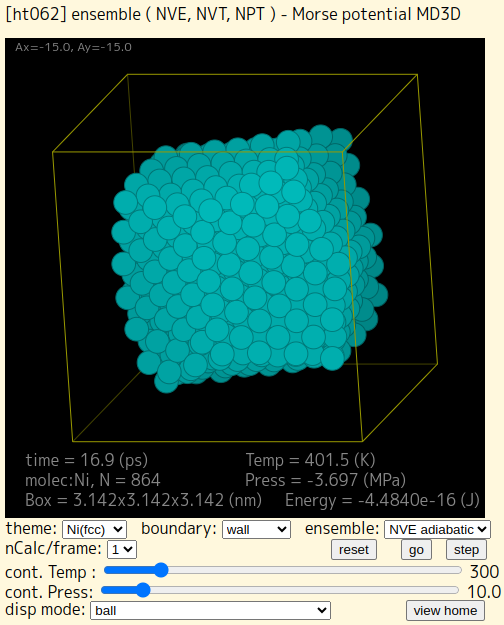 [ht062] ensemble ( NVE, NVT, NPT ) - Morse potential MD3D
Ax=-15.0, Ay=-15.0
time = 16.9 (ps) Temp = 401.5 (K)
molec:Ni, N = 864 Press = -3.697 (MPa)
Box = 3.142x3.142x3.142 (nm) Energy = -4.4840e-16 (J)
theme: Ni(fcc) boundary: wall ensemble: NVE adiabatic
nCalc/frame: 1 reset go step
cont. Temp : 300
cont. Press: 10.0
disp mode: ball view home